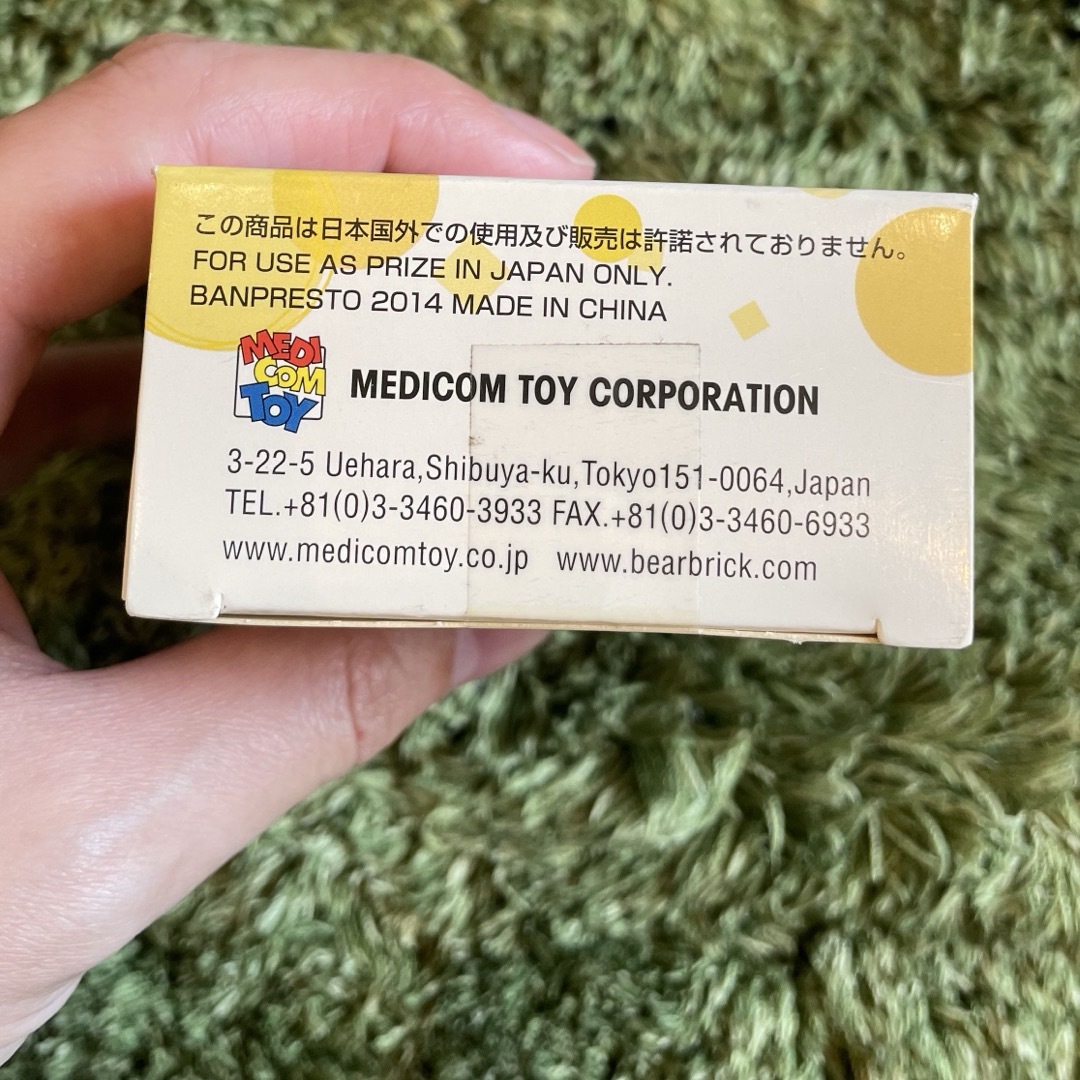 この商品は日本国外での使用及び販売は許諾されておりません。
FOR USE AS PRIZE IN JAPAN ONLY.
BANPRESTO 2014 MADE IN CHINA
MEDI
COM
TOY
MEDICOM TOY CORPORATION
3-22-5 Uehara,Shibuya-ku,Tokyo151-0064,Japan
TEL.+81(0)3-3460-3933 FAX.+81(0)3-3460-6933
www.medicomtoy.co.jp www.bearbrick.com